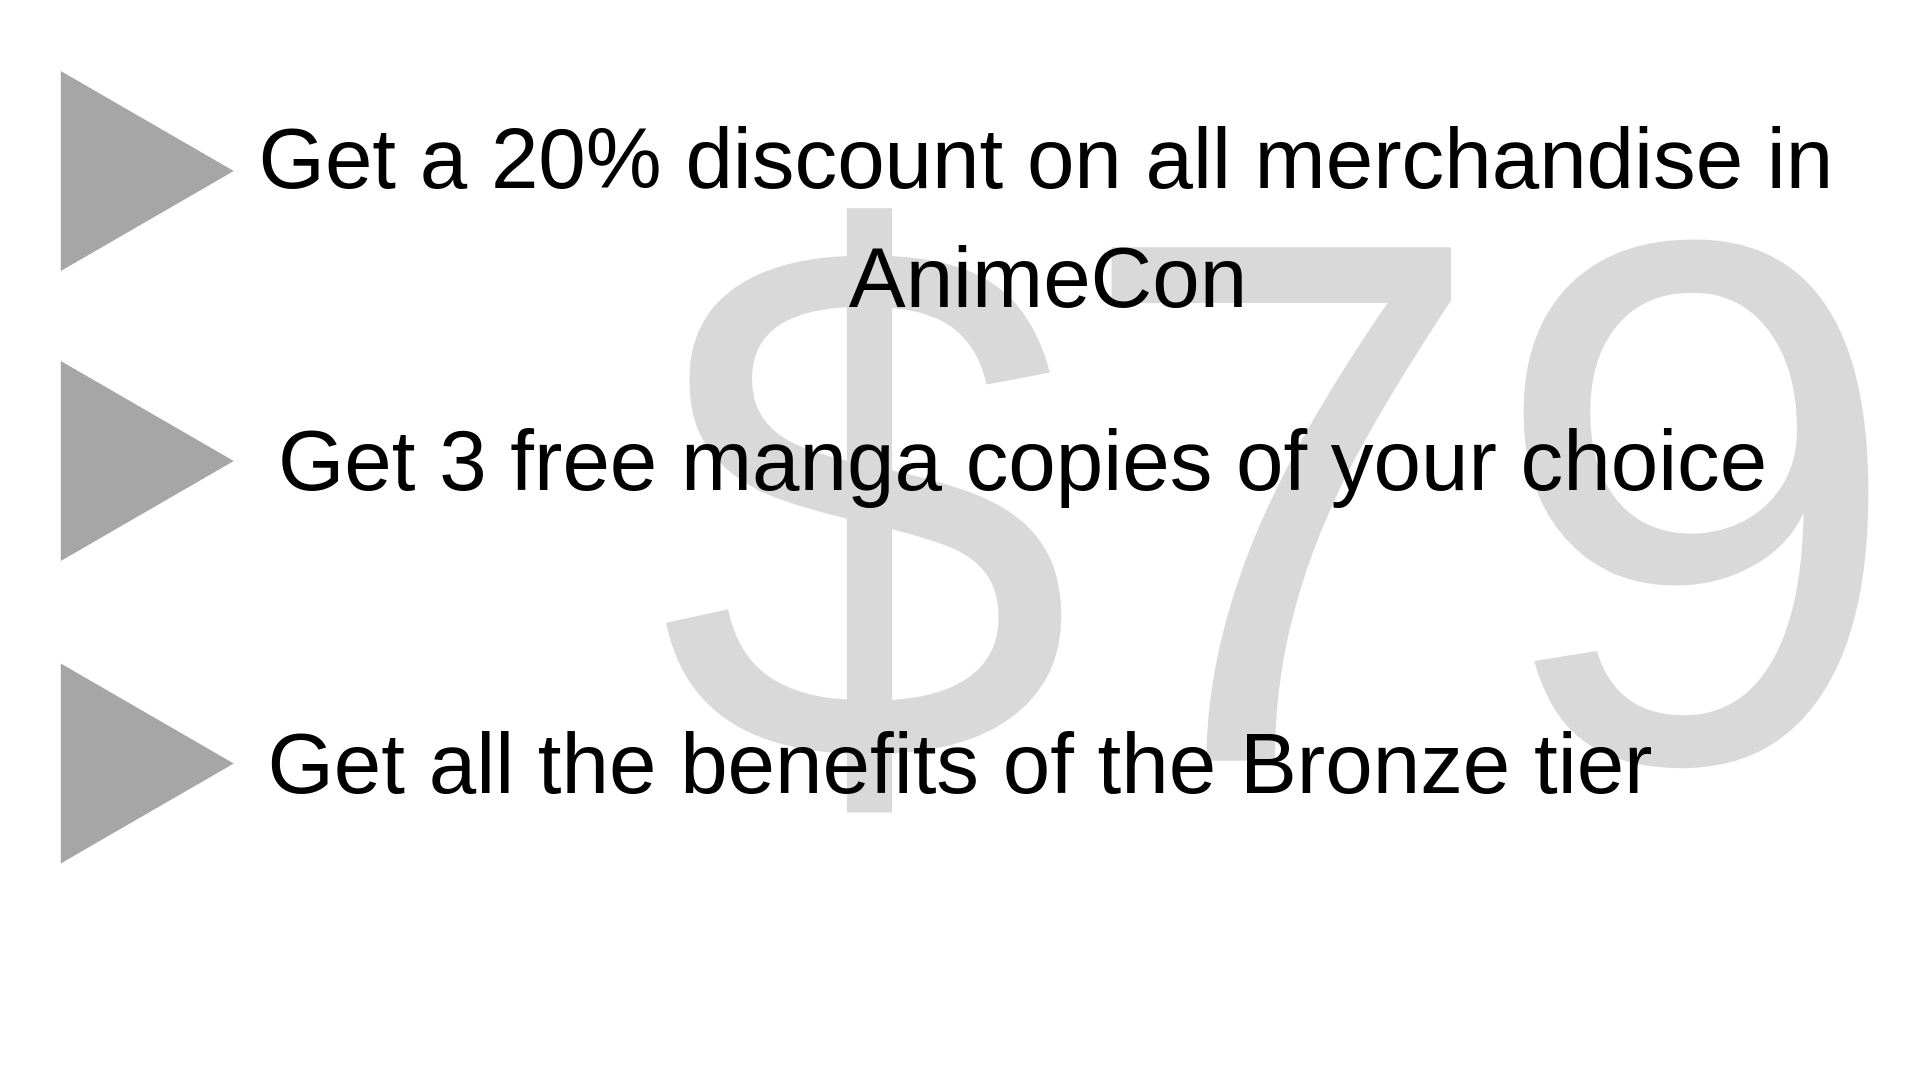 Get a 20% discount on all merchandise in
AnimeCon
$79
Get 3 free manga copies of your choice
Get all the benefits of the Bronze tier